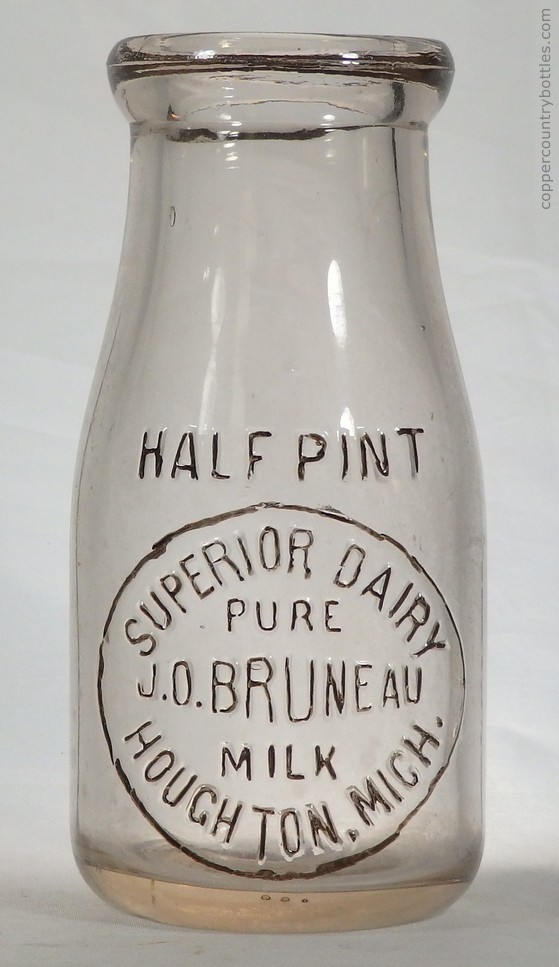 coppercountrybottles.com
HALF PINT
SUPERIOR DAIRY
PURE
J.O.BRUNEAU
MILK
HOUGHTON, MICH.